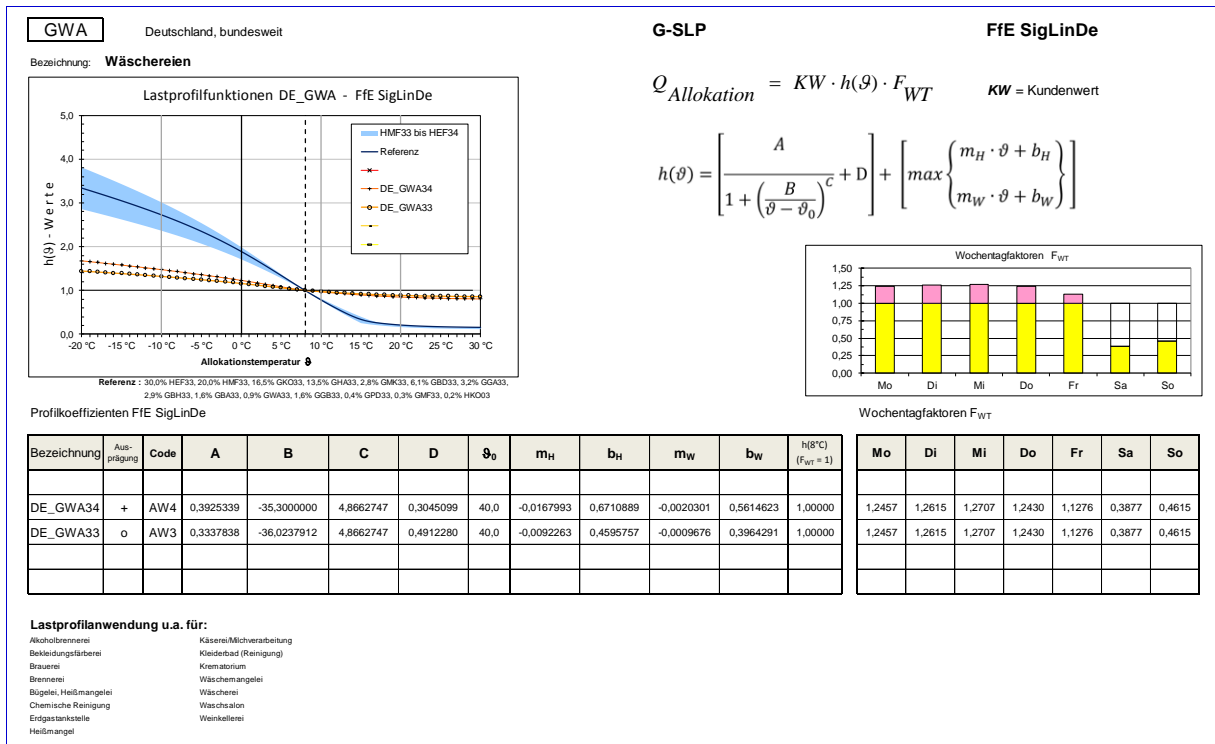 GWA Deutschland, bundesweit G-SLP FfE SigLinDe
Bezeichnung: Wäschereien
Q_Allokation = KW · h(ϑ) · F_WT KW = Kundenwert
h(ϑ) = [A / (1 + (B / (ϑ − ϑ₀))^C) + D] + [max {m_H · ϑ + b_H ; m_W · ϑ + b_W}]
Lastprofilfunktionen DE_GWA - FfE SigLinDe
h(ϑ) - Werte
5,0
4,0
3,0
2,0
1,0
0,0
-20 °C -15 °C -10 °C -5 °C 0 °C 5 °C 10 °C 15 °C 20 °C 25 °C 30 °C
Allokationstemperatur ϑ
HMF33 bis HEF34
Referenz
DE_GWA34
DE_GWA33
Referenz : 30,0% HEF33, 20,0% HMF33, 16,5% GKO33, 13,5% GHA33, 2,8% GMK33, 6,1% GBD33, 3,2% GGA33,
2,9% GBH33, 1,6% GBA33, 0,9% GWA33, 1,6% GGB33, 0,4% GPD33, 0,3% GMF33, 0,2% HKO03
Wochentagfaktoren F_WT
1,50
1,25
1,00
0,75
0,50
0,25
0,00
Mo Di Mi Do Fr Sa So
Profilkoeffizienten FfE SigLinDe
Bezeichnung Aus-prägung Code A B C D ϑ₀ m_H b_H m_W b_W h(8°C) (F_WT = 1)
DE_GWA34 + AW4 0,3925339 -35,3000000 4,8662747 0,3045099 40,0 -0,0167993 0,6710889 -0,0020301 0,5614623 1,00000
DE_GWA33 o AW3 0,3337838 -36,0237912 4,8662747 0,4912280 40,0 -0,0092263 0,4595757 -0,0009676 0,3964291 1,00000
Wochentagfaktoren F_WT
Mo Di Mi Do Fr Sa So
1,2457 1,2615 1,2707 1,2430 1,1276 0,3877 0,4615
1,2457 1,2615 1,2707 1,2430 1,1276 0,3877 0,4615
Lastprofilanwendung u.a. für:
Alkoholbrennerei
Bekleidungsfärberei
Brauerei
Brennerei
Bügelei, Heißmangelei
Chemische Reinigung
Erdgastankstelle
Heißmangel
Käserei/Milchverarbeitung
Kleiderbad (Reinigung)
Krematorium
Wäschemangelei
Wäscherei
Waschsalon
Weinkellerei